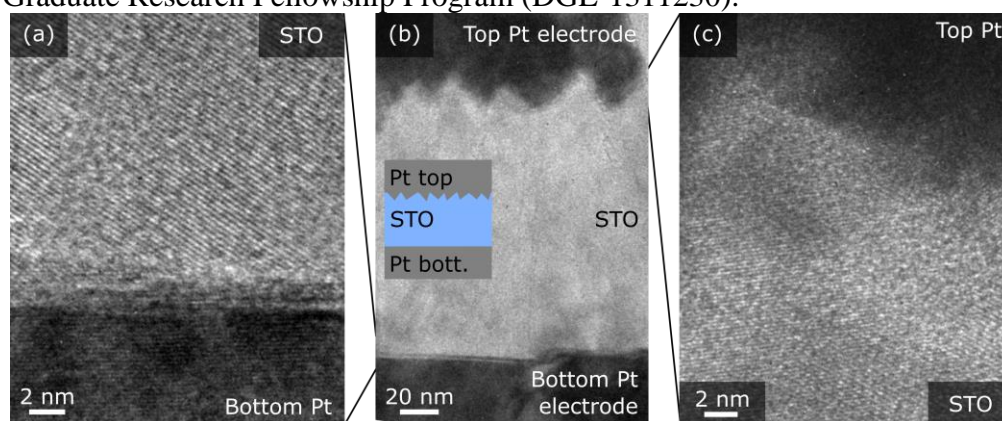 Graduate Research Fellowship Program (DGE-1311230).
(a)
STO
2 nm
Bottom Pt
(b)
Top Pt electrode
Pt top
STO
Pt bott.
STO
20 nm
Bottom Pt
electrode
(c)
Top Pt
2 nm
STO